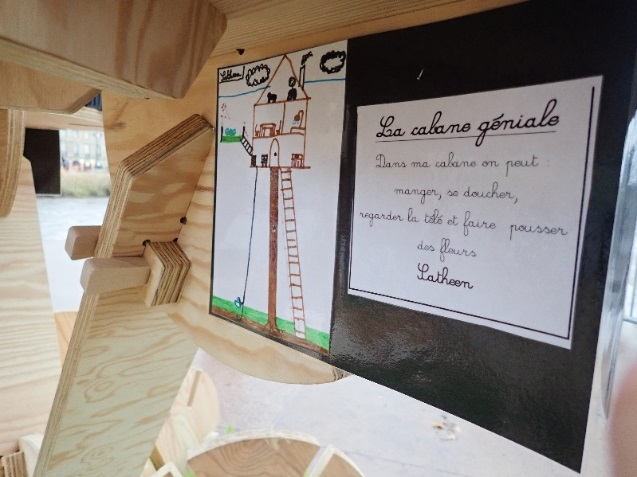 La cabane géniale
Dans ma cabane on peut :
manger, se doucher,
regarder la télé et faire pousser
des fleurs
Satheen